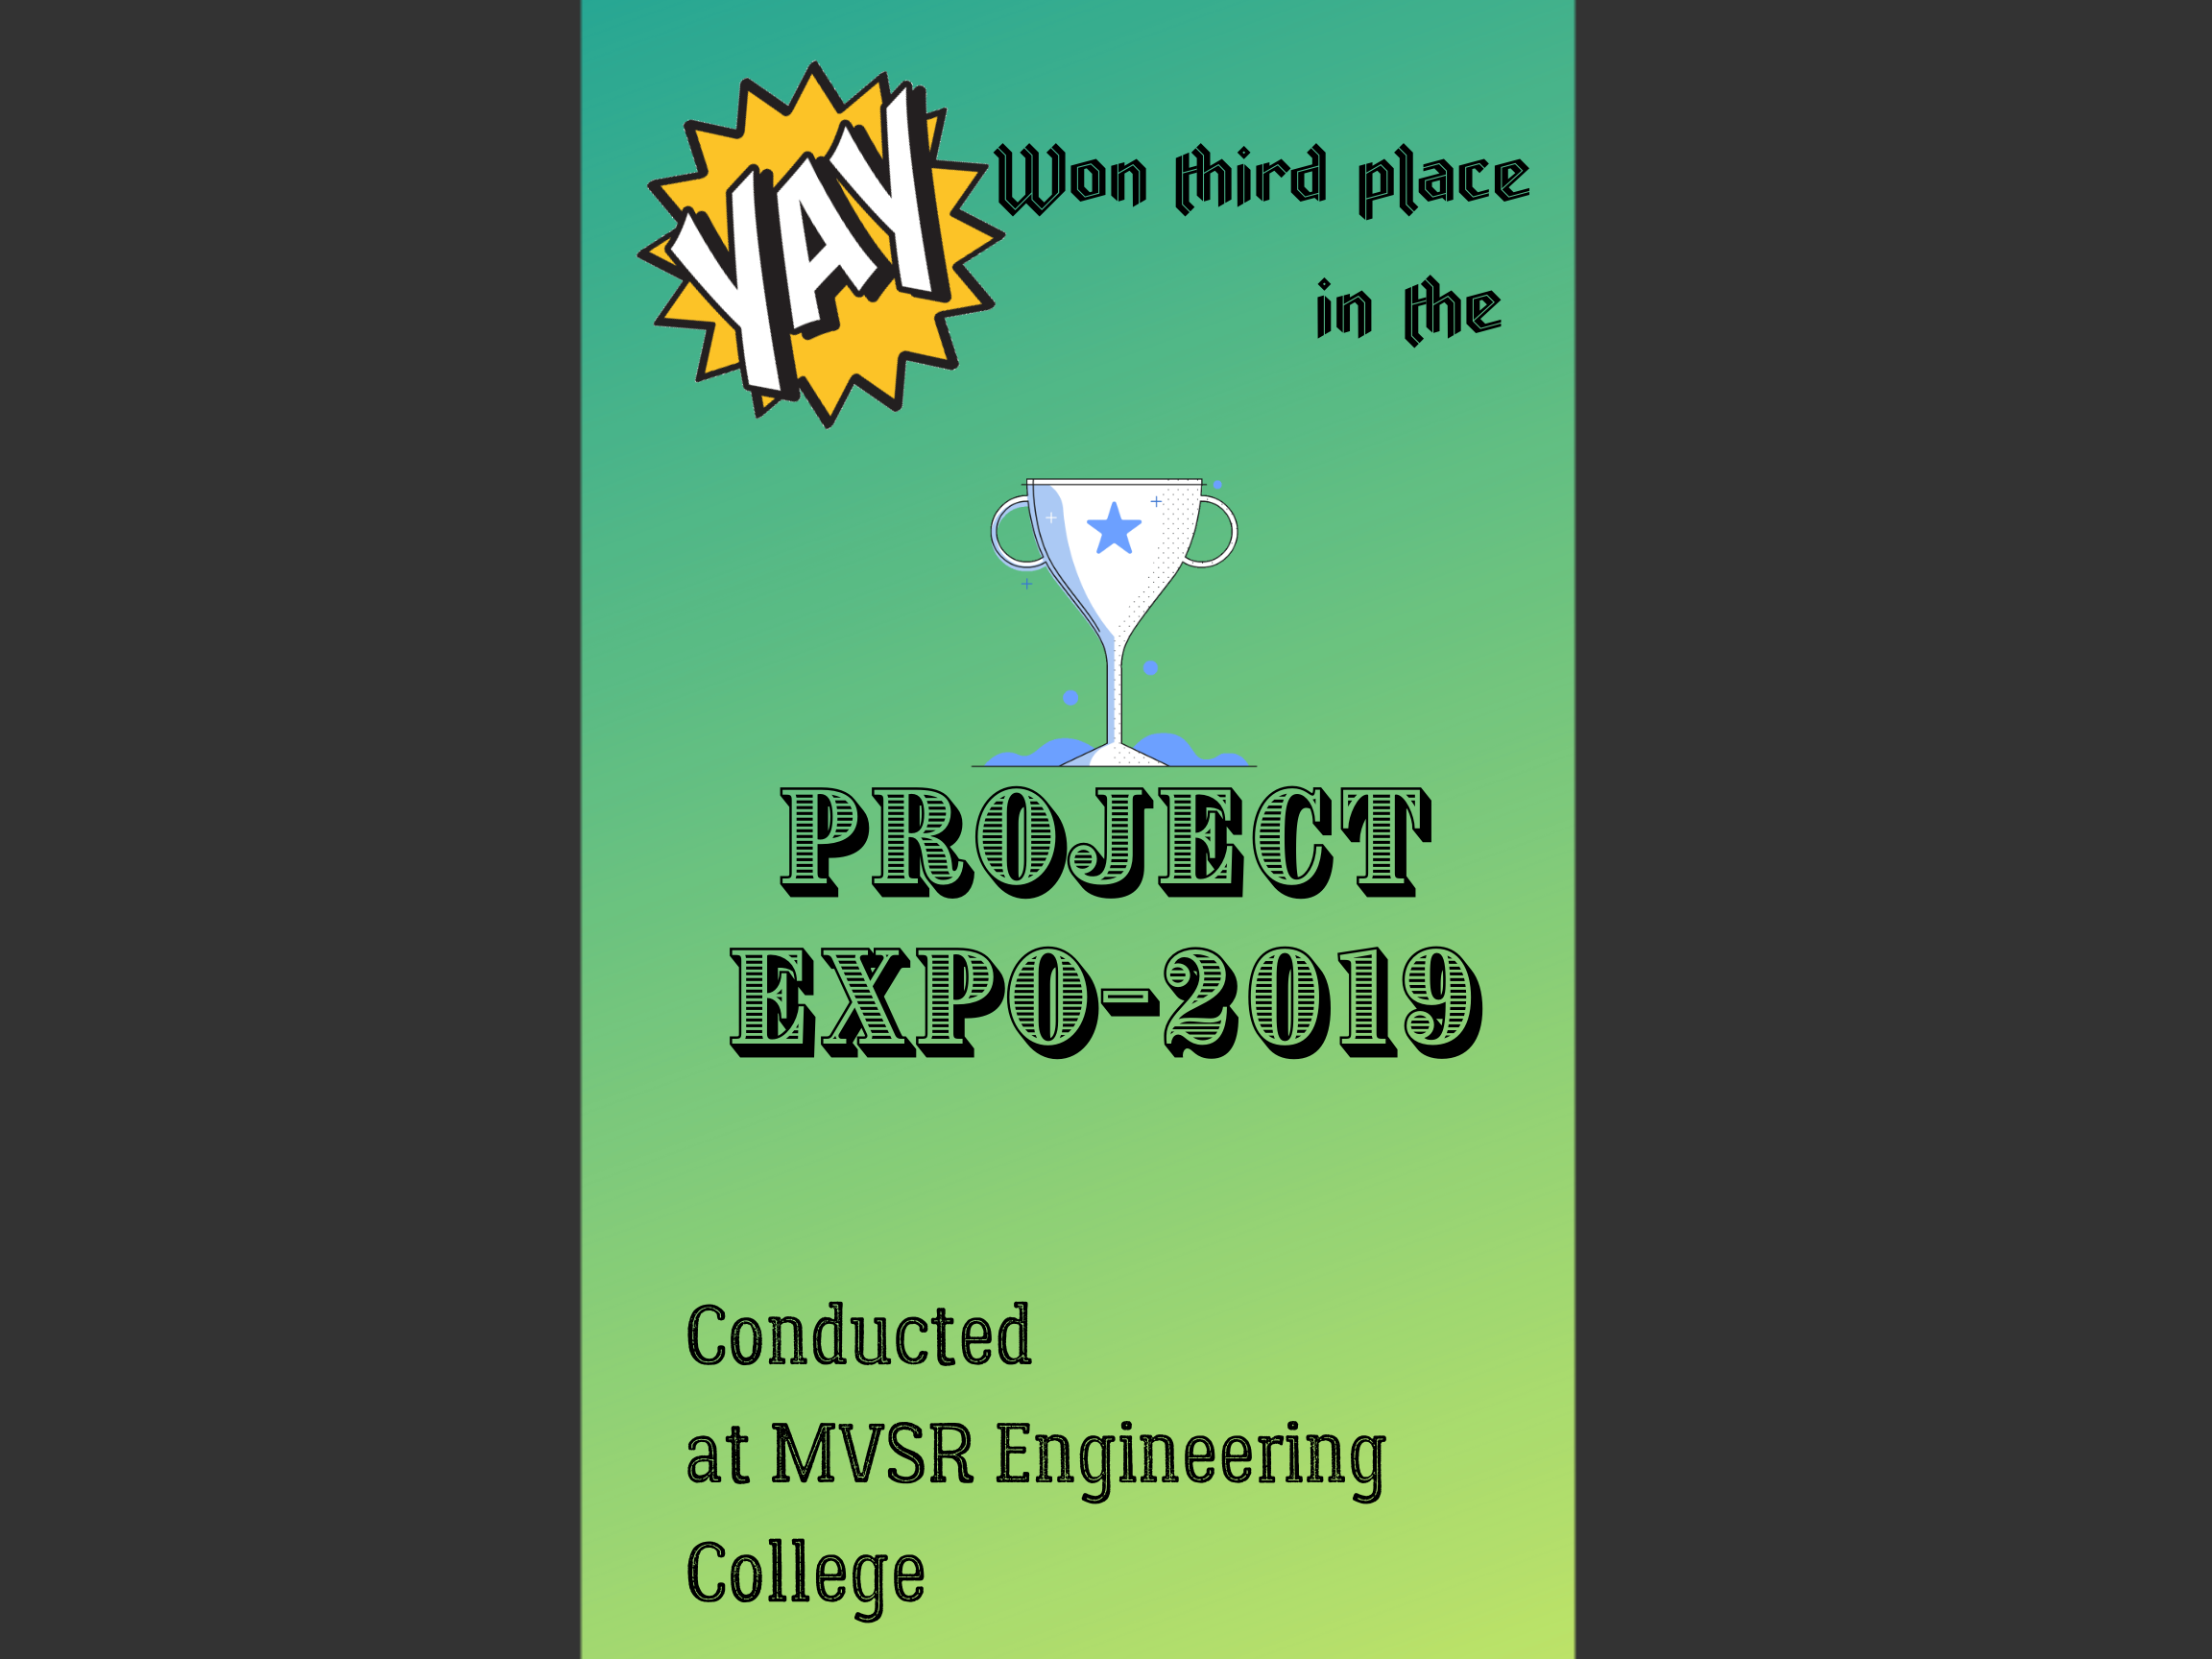 YAY
Won third place
in the
PROJECT
EXPO-2019
Conducted
at MVSR Engineering
College